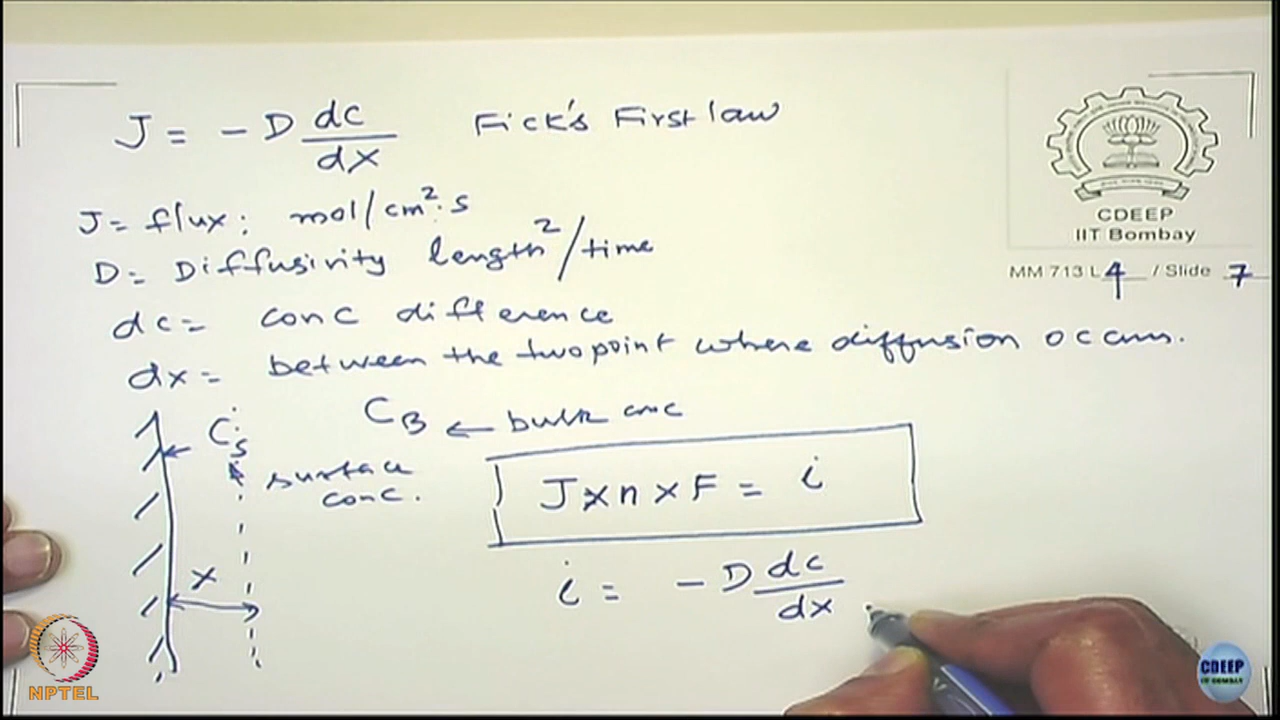 J = - D dc/dx Fick's First law
J = flux : mol/cm².s
D = Diffusivity length²/time
dc = conc difference
dx = between the two point where diffusion occurs.
C_B ← bulk conc
C_s
surface conc.
J × n × F = i
x
i = - D dc/dx
CDEEP
IIT Bombay
MM 713 L 4 / Slide 7
NPTEL
CDEEP
IIT BOMBAY